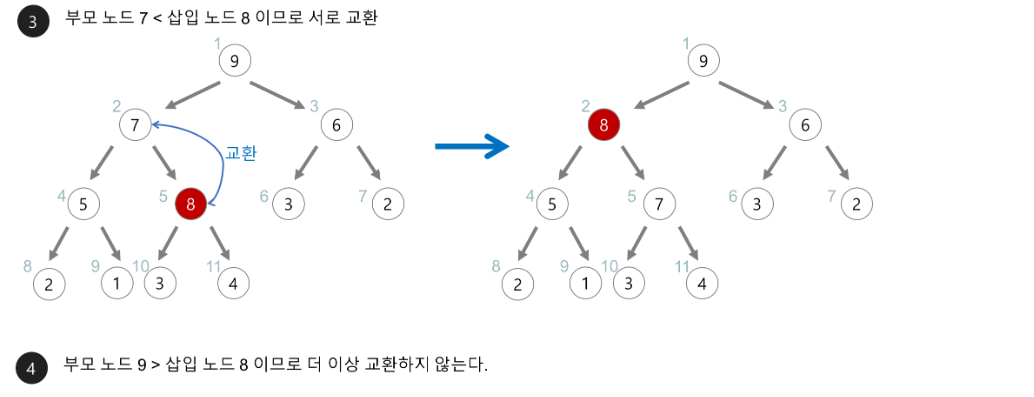 3 부모 노드 7 < 삽입 노드 8 이므로 서로 교환
1 1
9 9
2 3 2 3
7 6 8 6
교환
4 5 6 7 4 5 6 7
5 8 3 2 5 7 3 2
8 9 10 11 8 9 10 11
2 1 3 4 2 1 3 4
4 부모 노드 9 > 삽입 노드 8 이므로 더 이상 교환하지 않는다.